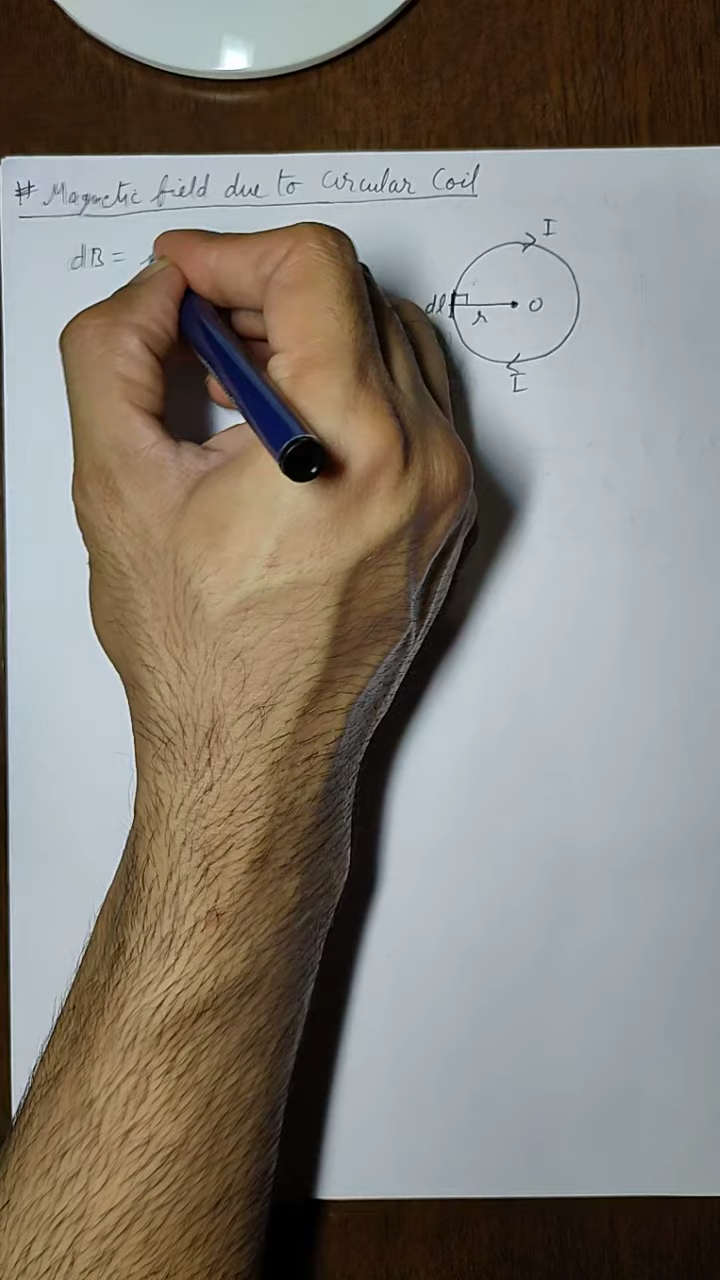 # Magnetic field due to Circular Coil
dB =
I
dl
r
O
I